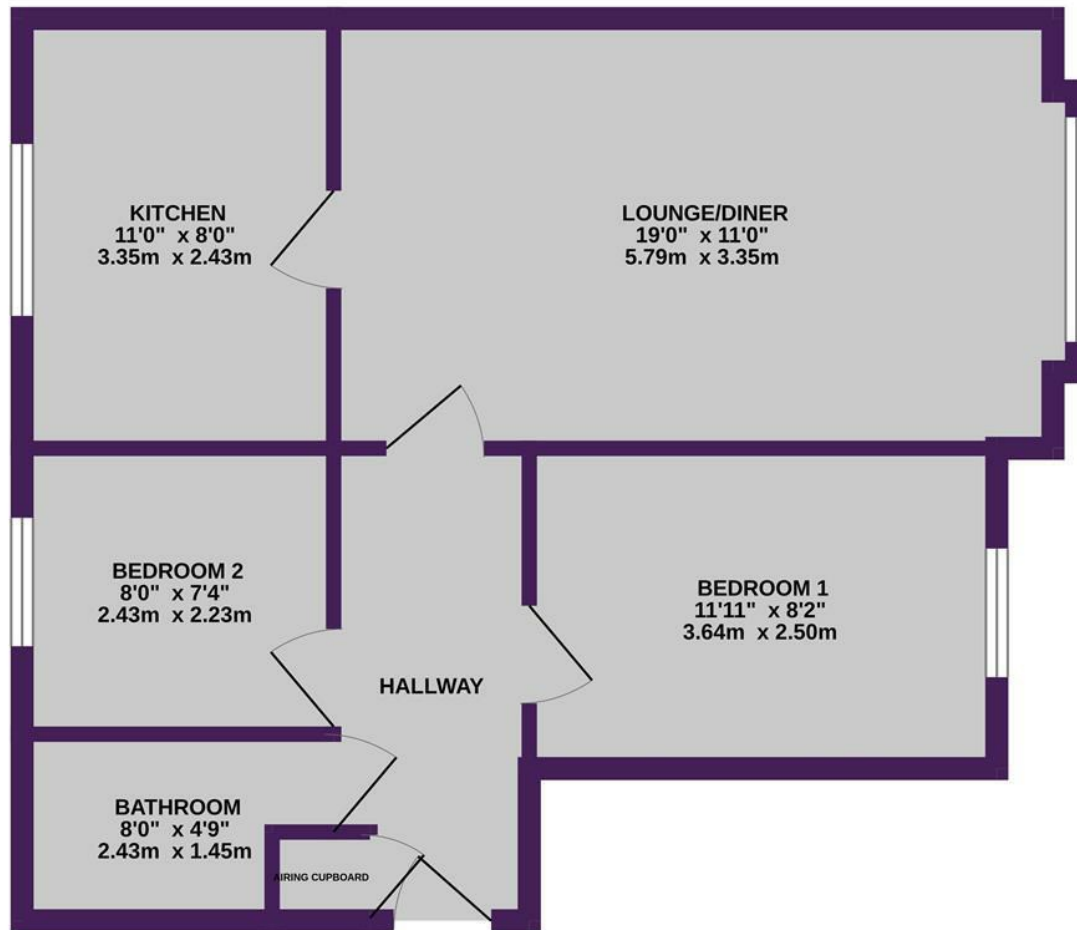 KITCHEN
11'0" x 8'0"
3.35m x 2.43m
LOUNGE/DINER
19'0" x 11'0"
5.79m x 3.35m
BEDROOM 2
8'0" x 7'4"
2.43m x 2.23m
BEDROOM 1
11'11" x 8'2"
3.64m x 2.50m
HALLWAY
BATHROOM
8'0" x 4'9"
2.43m x 1.45m
AIRING CUPBOARD